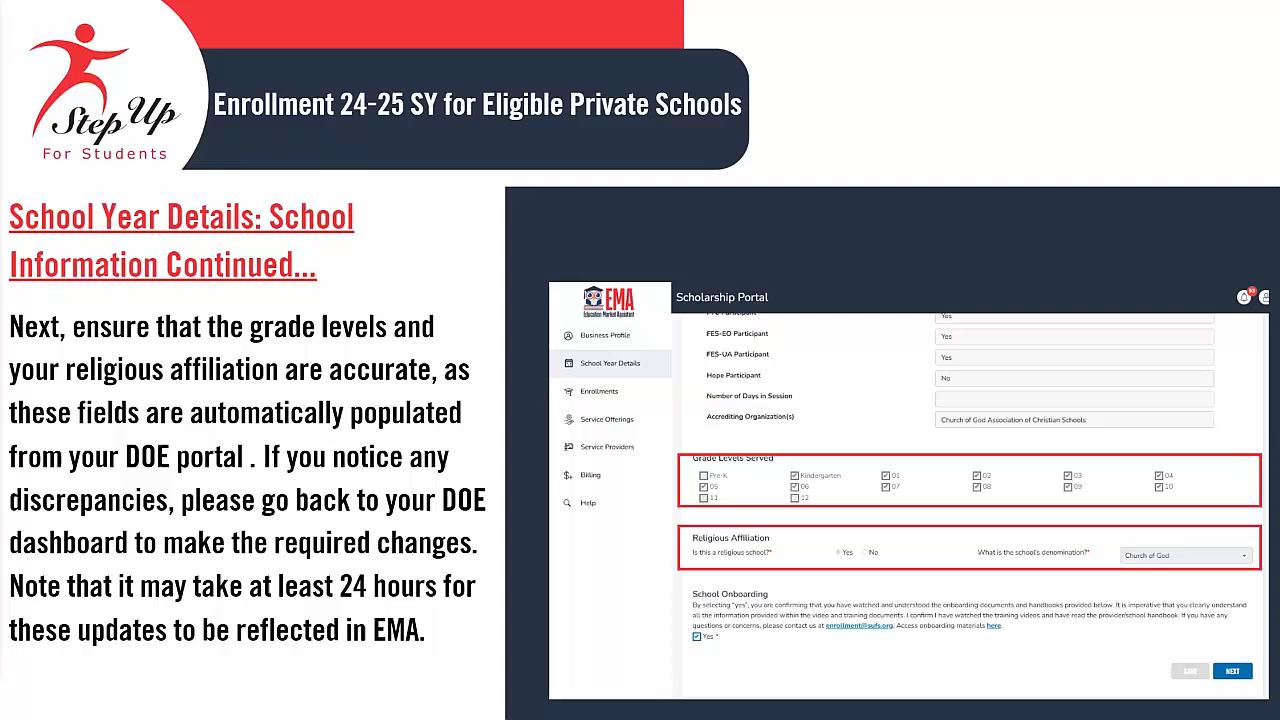 Step Up
For Students
Enrollment 24-25 SY for Eligible Private Schools
School Year Details: School
Information Continued...
Next, ensure that the grade levels and
your religious affiliation are accurate, as
these fields are automatically populated
from your DOE portal . If you notice any
discrepancies, please go back to your DOE
dashboard to make the required changes.
Note that it may take at least 24 hours for
these updates to be reflected in EMA.
EMA
Education Market Assistant
Scholarship Portal
Business Profile
School Year Details
Enrollments
Service Offerings
Service Providers
Billing
Help
Yes
FES-EO Participant
Yes
FES-UA Participant
Yes
Hope Participant
No
Number of Days in Session
Accrediting Organization(s)
Church of God Association of Christian Schools
Grade Levels Served
Pre-K Kindergarten 01 02 03 04
05 06 07 08 09 10
11 12
Religious Affiliation
Is this a religious school?* Yes No What is the school's denomination?* Church of God
School Onboarding
By selecting "yes", you are confirming that you have watched and understood the onboarding documents and handbooks provided below. It is imperative that you clearly understand
all the information provided within the video and training documents. I confirm I have watched the training videos and have read the provider/school handbook. If you have any
questions or concerns, please contact us at enrollment@sufs.org. Access onboarding materials here.
Yes *
SAVE NEXT